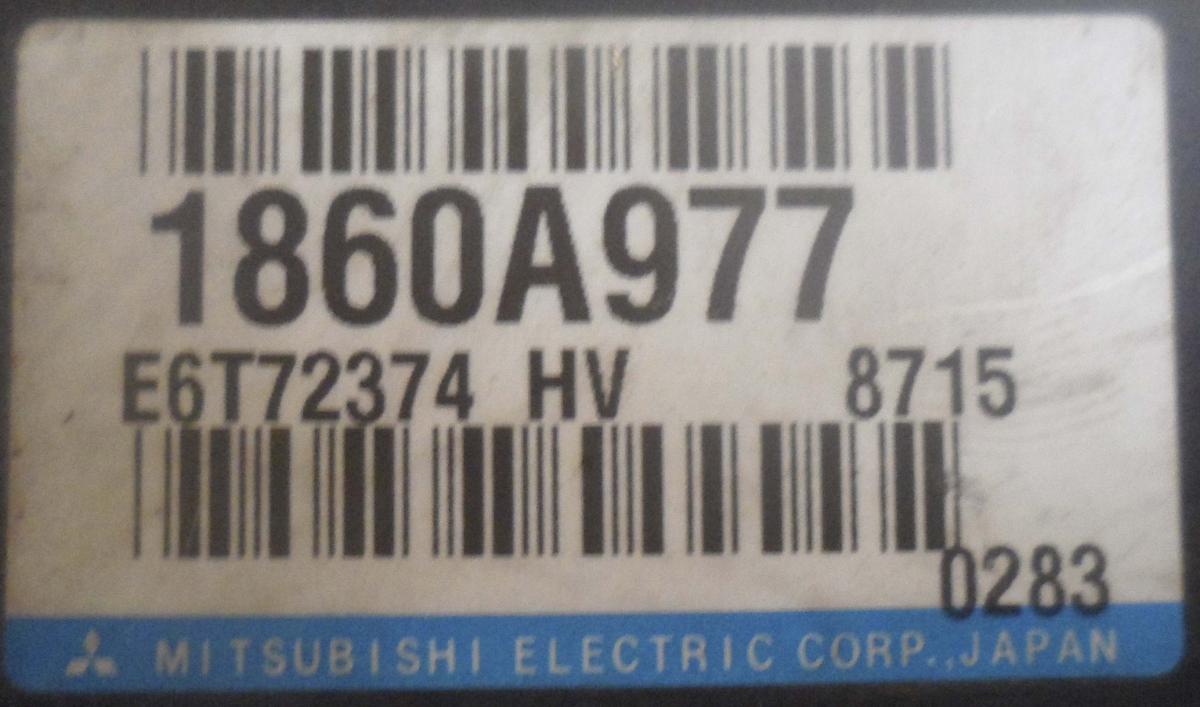 1860A977
E6T72374 HV 8715
0283
MITSUBISHI ELECTRIC CORP.,JAPAN